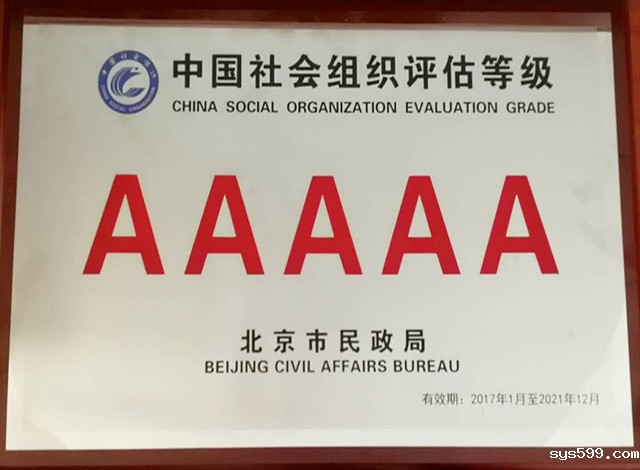 中国社会组织评估等级
CHINA SOCIAL ORGANIZATION EVALUATION GRADE
AAAAA
北京市民政局
BEIJING CIVIL AFFAIRS BUREAU
有效期：2017年1月至2021年12月
sys599.com